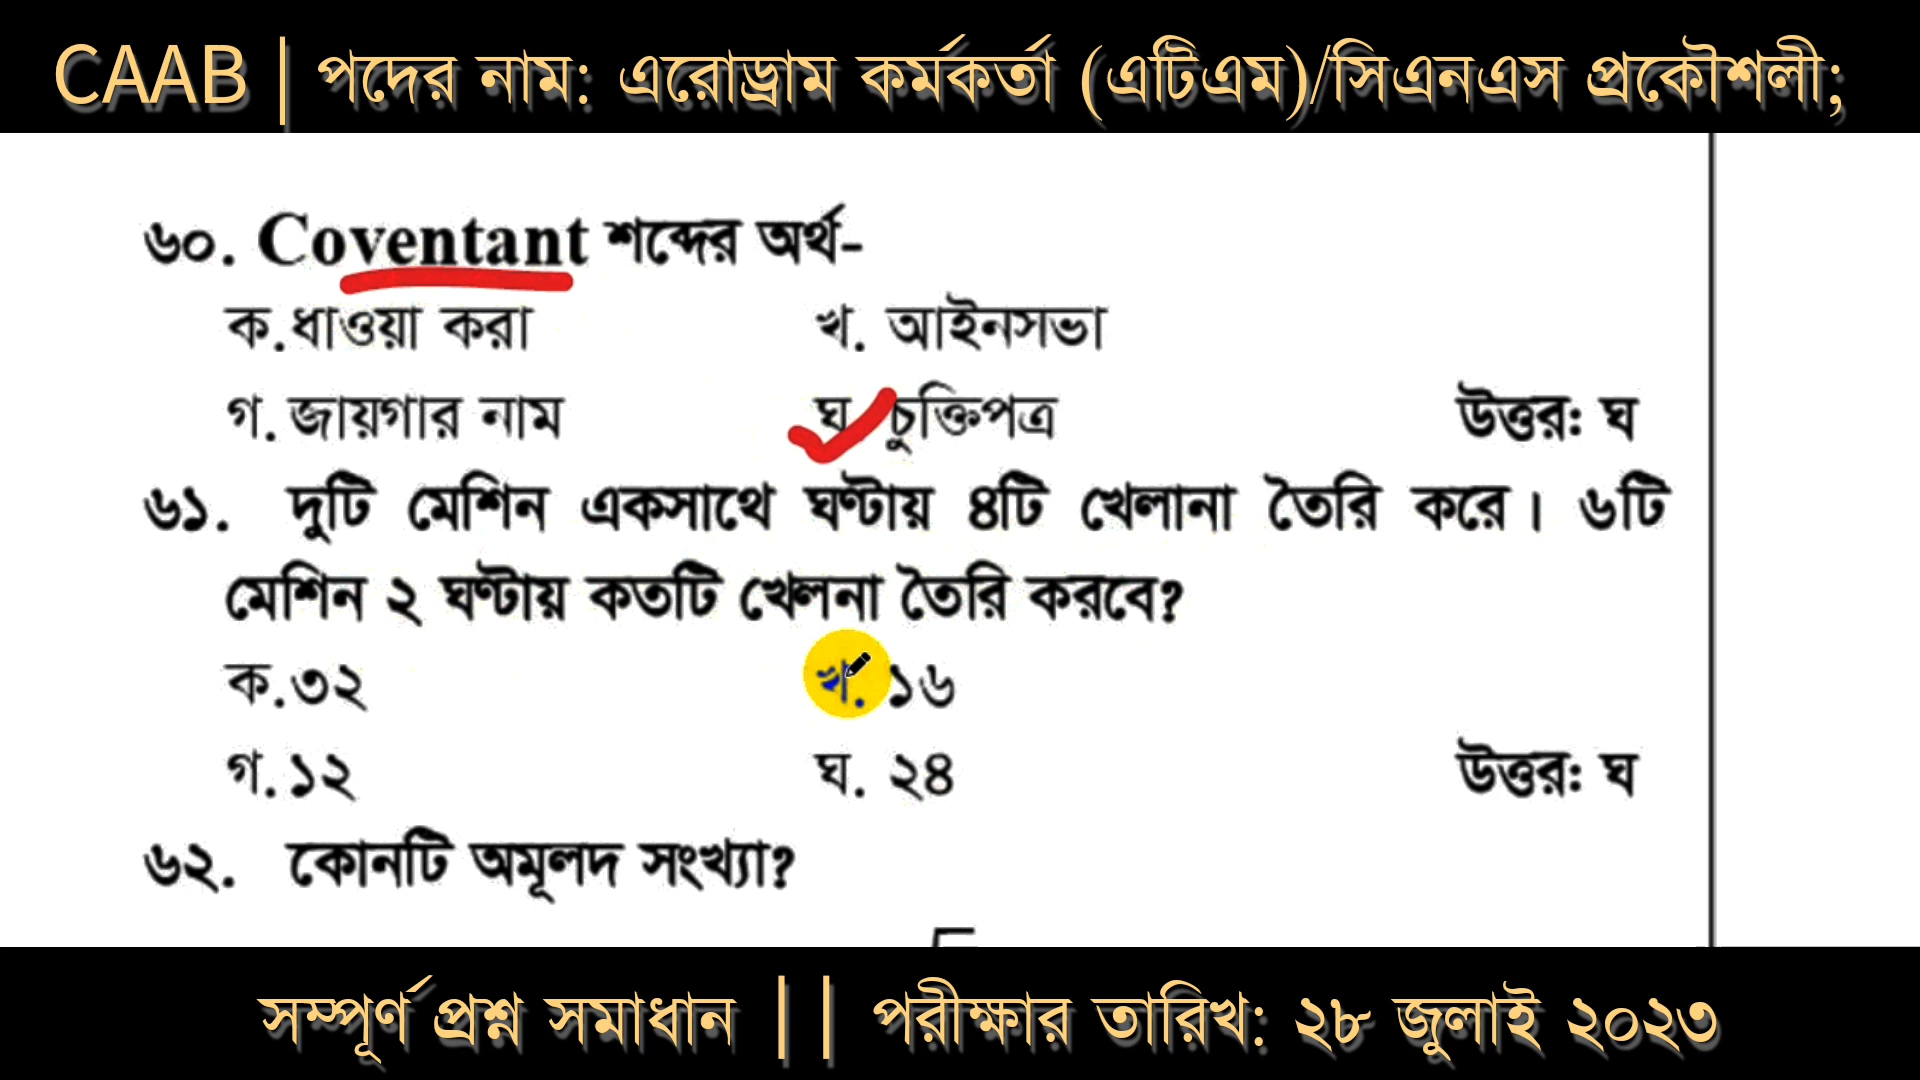 CAAB | পদের নাম: এরোড্রাম কর্মকর্তা (এটিএম)/সিএনএস প্রকৌশলী;
৬০. Coventant শব্দের অর্থ-
ক. ধাওয়া করা খ. আইনসভা
গ. জায়গার নাম ঘ. চুক্তিপত্র উত্তর: ঘ
৬১. দুটি মেশিন একসাথে ঘণ্টায় ৪টি খেলানা তৈরি করে। ৬টি
মেশিন ২ ঘণ্টায় কতটি খেলনা তৈরি করবে?
ক. ৩২ খ. ১৬
গ. ১২ ঘ. ২৪ উত্তর: ঘ
৬২. কোনটি অমূলদ সংখ্যা?
সম্পূর্ণ প্রশ্ন সমাধান || পরীক্ষার তারিখ: ২৮ জুলাই ২০২৩